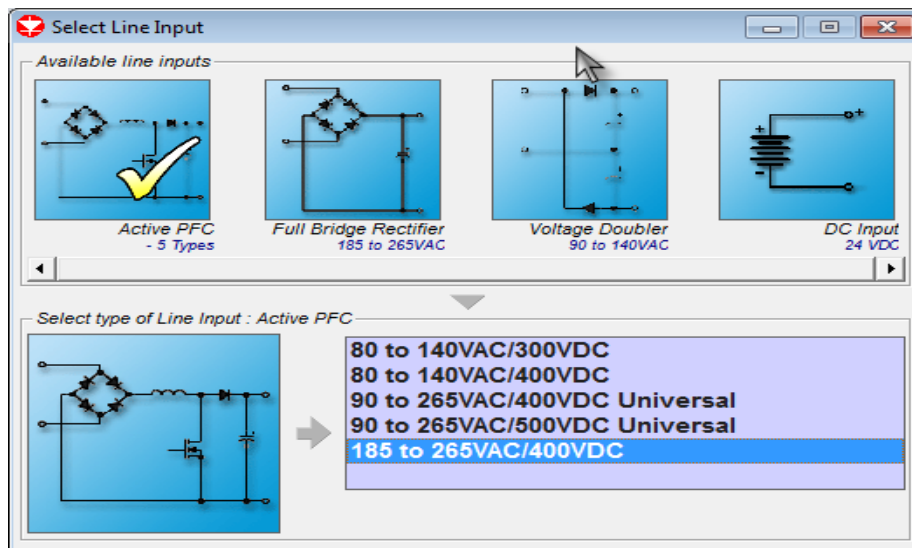 Select Line Input
Available line inputs
Active PFC
- 5 Types
Full Bridge Rectifier
185 to 265VAC
Voltage Doubler
90 to 140VAC
DC Input
24 VDC
Select type of Line Input : Active PFC
80 to 140VAC/300VDC
80 to 140VAC/400VDC
90 to 265VAC/400VDC Universal
90 to 265VAC/500VDC Universal
185 to 265VAC/400VDC